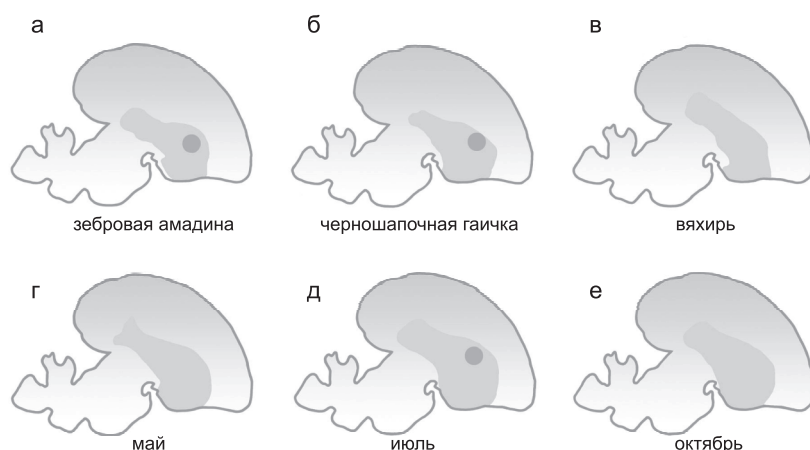 а
б
в
зебровая амадина
черношапочная гаичка
вяхирь
г
д
е
май
июль
октябрь